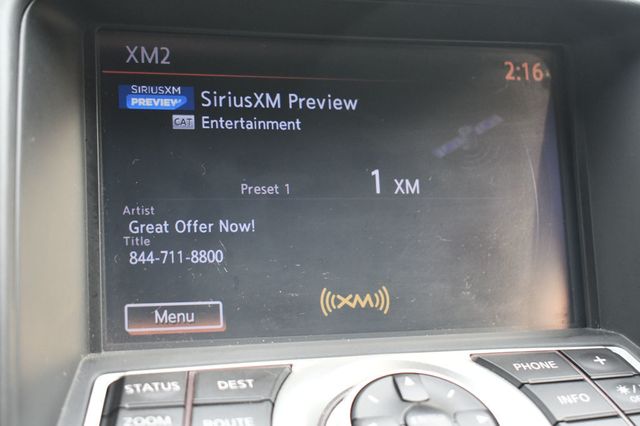 XM2
2:16
SIRIUSXM
PREVIEW
SiriusXM Preview
CAT
Entertainment
Preset 1
1 XM
Artist
Great Offer Now!
Title
844-711-8800
((XM))
Menu
STATUS
DEST
PHONE
+
ZOOM
ROUTE
INFO